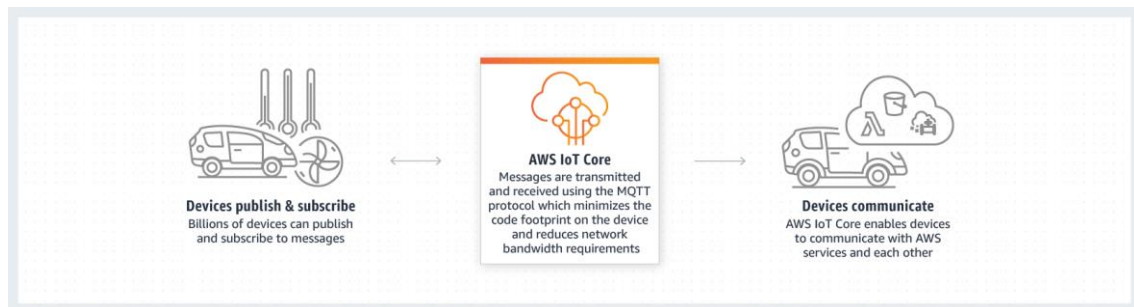 Devices publish & subscribe
Billions of devices can publish
and subscribe to messages
AWS IoT Core
Messages are transmitted
and received using the MQTT
protocol which minimizes the
code footprint on the device
and reduces network
bandwidth requirements
Devices communicate
AWS IoT Core enables devices
to communicate with AWS
services and each other